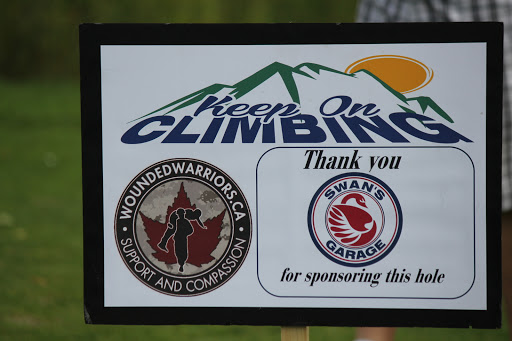 Keep On
CLIMBING
WOUNDEDWARRIORS.CA
• SUPPORT AND COMPASSION •
Thank you
SWAN'S
GARAGE
for sponsoring this hole